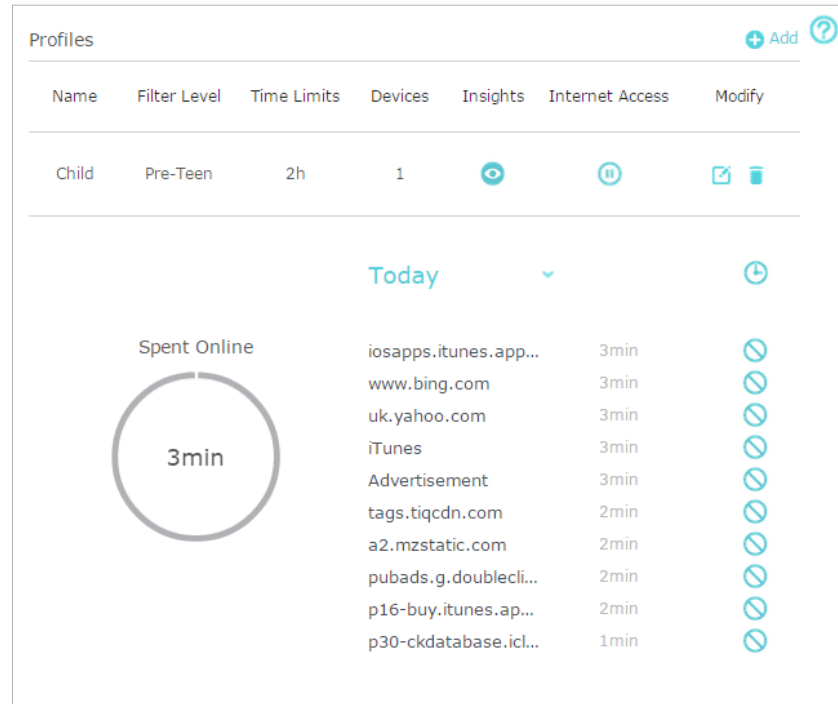 Profiles Add ?
Name Filter Level Time Limits Devices Insights Internet Access Modify
Child Pre-Teen 2h 1
Today
Spent Online
3min
iosapps.itunes.app... 3min
www.bing.com 3min
uk.yahoo.com 3min
iTunes 3min
Advertisement 3min
tags.tiqcdn.com 2min
a2.mzstatic.com 2min
pubads.g.doublecli... 2min
p16-buy.itunes.ap... 2min
p30-ckdatabase.icl... 1min